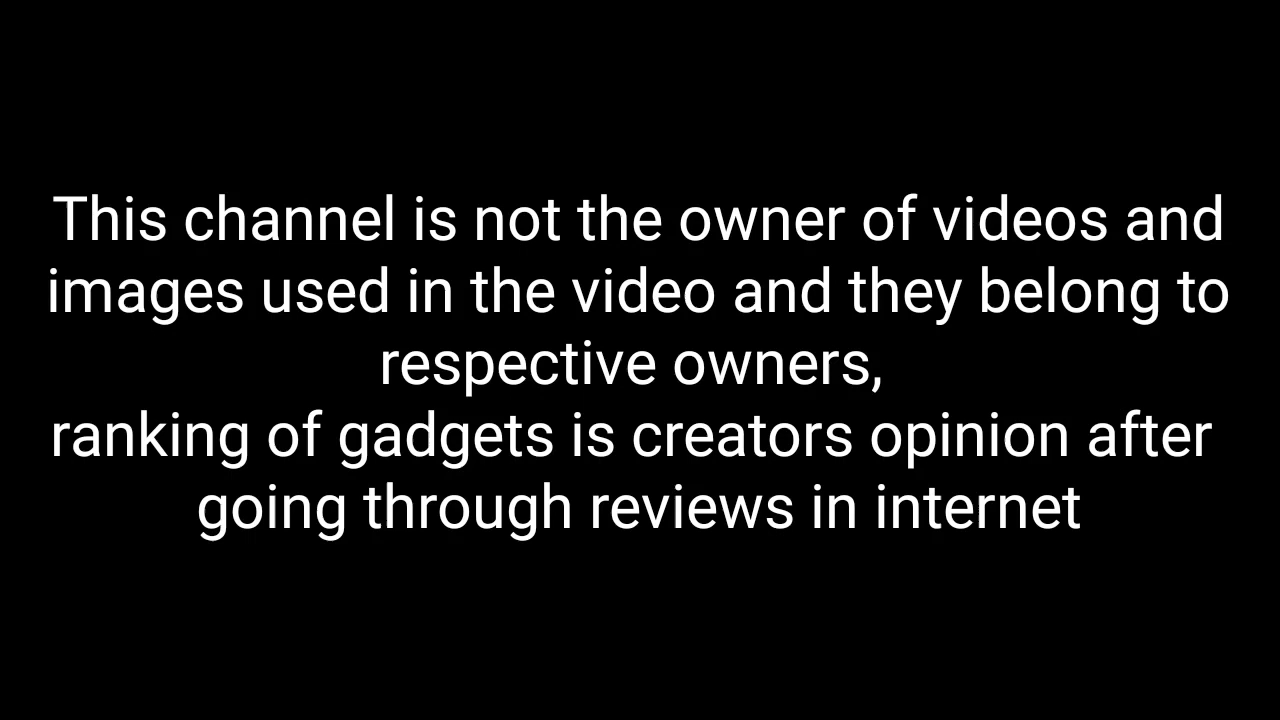 This channel is not the owner of videos and
images used in the video and they belong to
respective owners,
ranking of gadgets is creators opinion after
going through reviews in internet